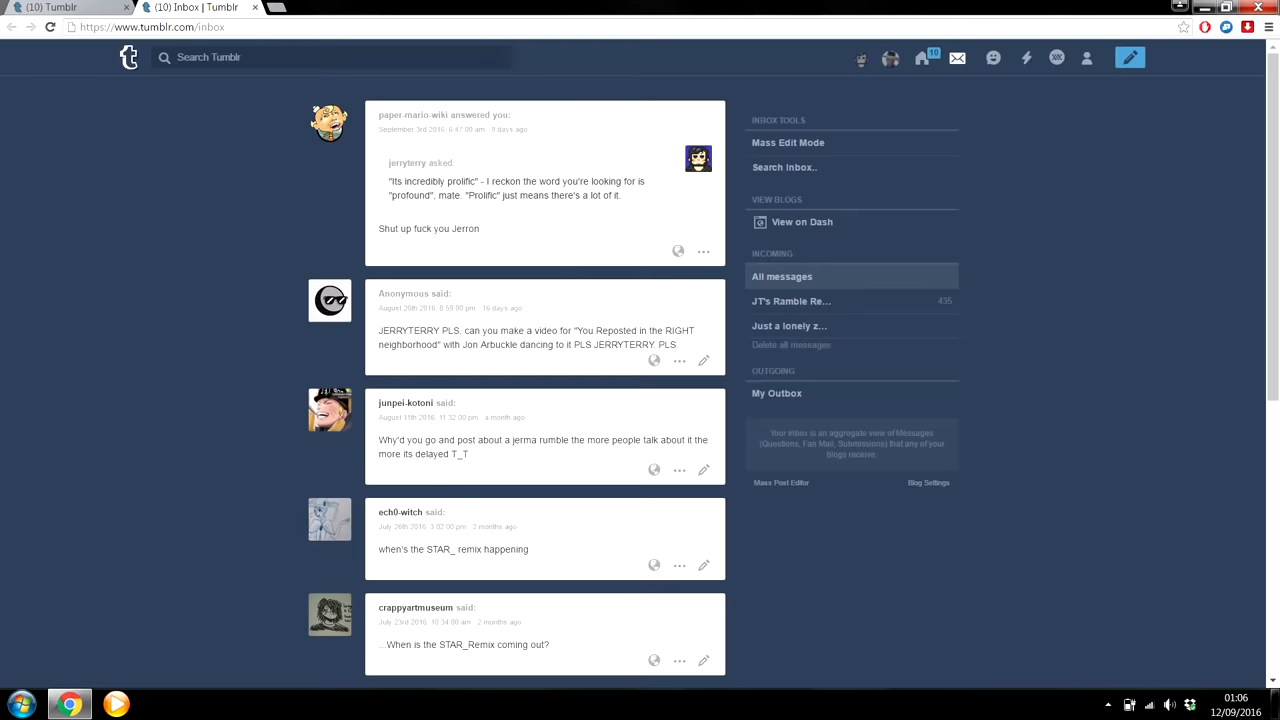 (10) Tumblr
(10) Inbox | Tumblr
https://www.tumblr.com/inbox
Search Tumblr
10
paper-mario-wiki answered you:
September 3rd 2016, 6:47:00 am 9 days ago
jerryterry asked:
"Its incredibly prolific" - I reckon the word you're looking for is
"profound", mate. "Prolific" just means there's a lot of it.
Shut up fuck you Jerron
Anonymous said:
August 26th 2016, 8:59:00 pm 16 days ago
JERRYTERRY PLS, can you make a video for "You Reposted in the RIGHT
neighborhood" with Jon Arbuckle dancing to it PLS JERRYTERRY. PLS.
junpei-kotoni said:
August 11th 2016, 11:32:00 pm a month ago
Why'd you go and post about a jerma rumble the more people talk about it the
more its delayed T_T
ech0-witch said:
July 26th 2016, 3:02:00 pm 2 months ago
when's the STAR_ remix happening
crappyartmuseum said:
July 23rd 2016, 10:34:00 am 2 months ago
...When is the STAR_Remix coming out?
INBOX TOOLS
Mass Edit Mode
Search Inbox..
VIEW BLOGS
View on Dash
INCOMING
All messages
JT's Ramble Re... 435
Just a lonely z...
Delete all messages
OUTGOING
My Outbox
Your inbox is an aggregate view of Messages
(Questions, Fan Mail, Submissions) that any of your
blogs receive.
Mass Post Editor Blog Settings
01:06
12/09/2016